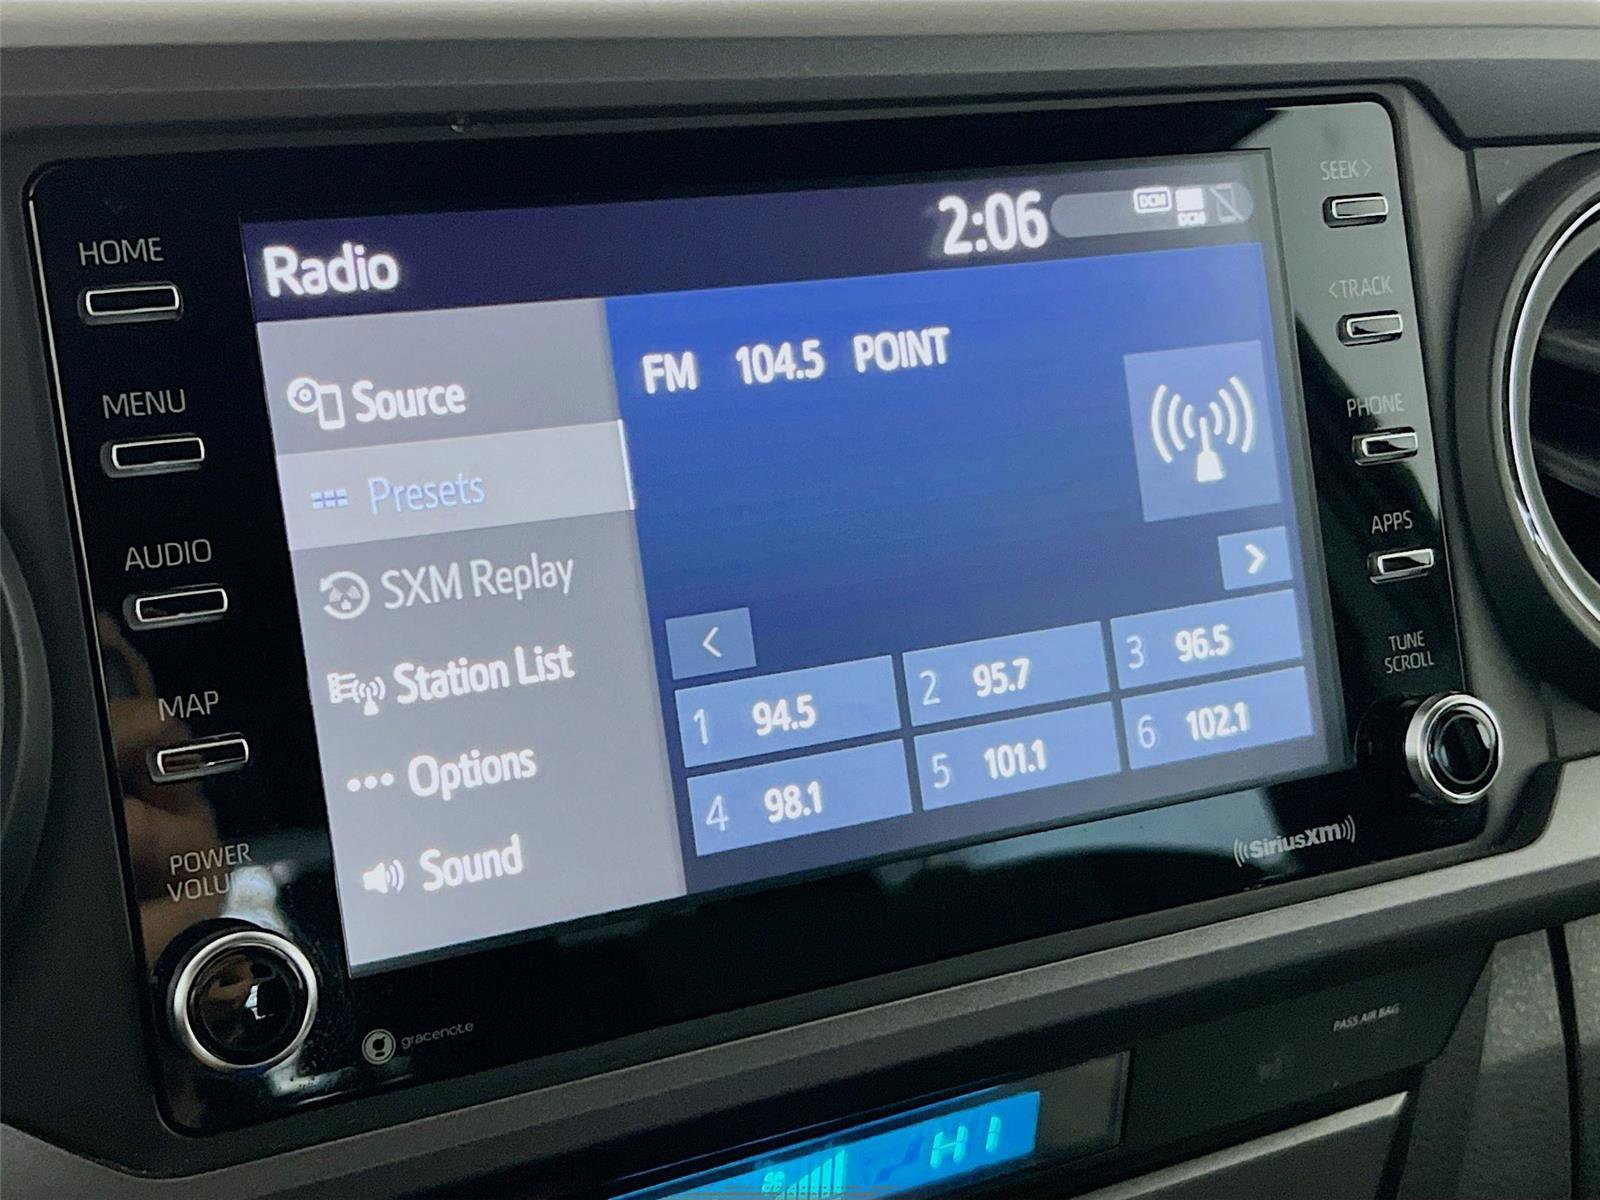 HOME
MENU
AUDIO
MAP
POWER
VOLUME
Radio
2:06
DCM
DCM
Source
Presets
SXM Replay
Station List
Options
Sound
FM 104.5 POINT
1 94.5
2 95.7
3 96.5
4 98.1
5 101.1
6 102.1
SEEK>
<TRACK
PHONE
APPS
TUNE
SCROLL
SiriusXM
gracenote
PASS AIR BAG
HI